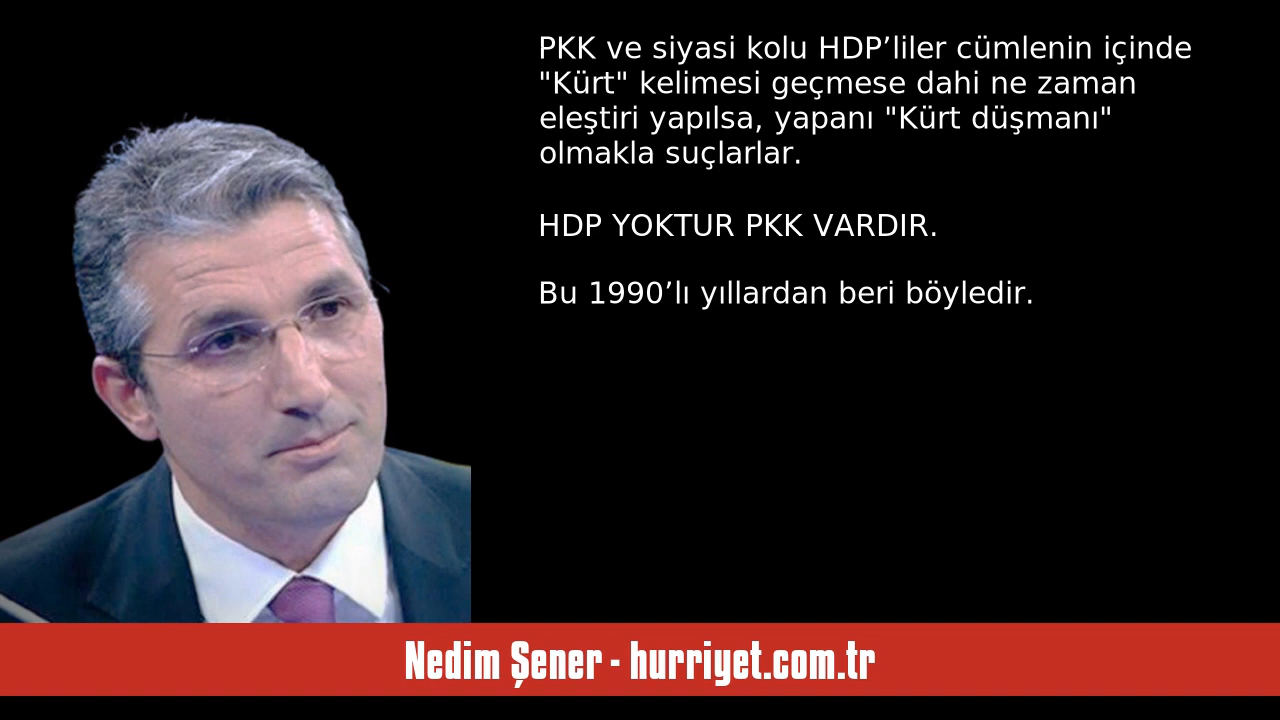 PKK ve siyasi kolu HDP’liler cümlenin içinde
"Kürt" kelimesi geçmese dahi ne zaman
eleştiri yapılsa, yapanı "Kürt düşmanı"
olmakla suçlarlar.
HDP YOKTUR PKK VARDIR.
Bu 1990’lı yıllardan beri böyledir.
Nedim Şener - hurriyet.com.tr